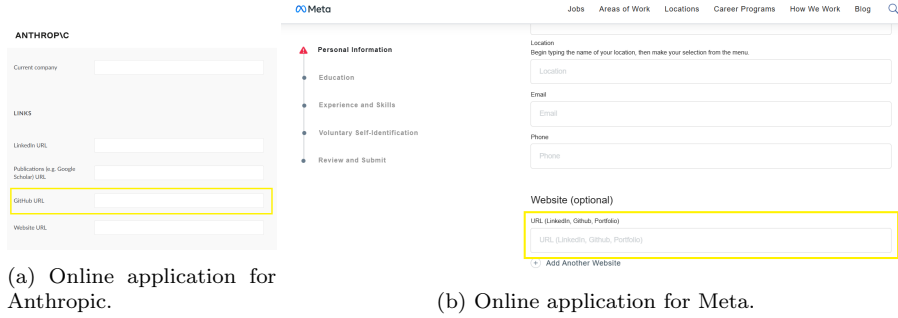 ANTHROP\C
Current company
LINKS
LinkedIn URL
Publications (e.g. Google
Scholar) URL
GitHub URL
Website URL
(a) Online application for
Anthropic.
Meta
Jobs Areas of Work Locations Career Programs How We Work Blog
Personal Information
Education
Experience and Skills
Voluntary Self-Identification
Review and Submit
Location
Begin typing the name of your location, then make your selection from the menu.
Location
Email
Email
Phone
Phone
Website (optional)
URL (LinkedIn, Github, Portfolio)
URL (LinkedIn, Github, Portfolio)
Add Another Website
(b) Online application for Meta.